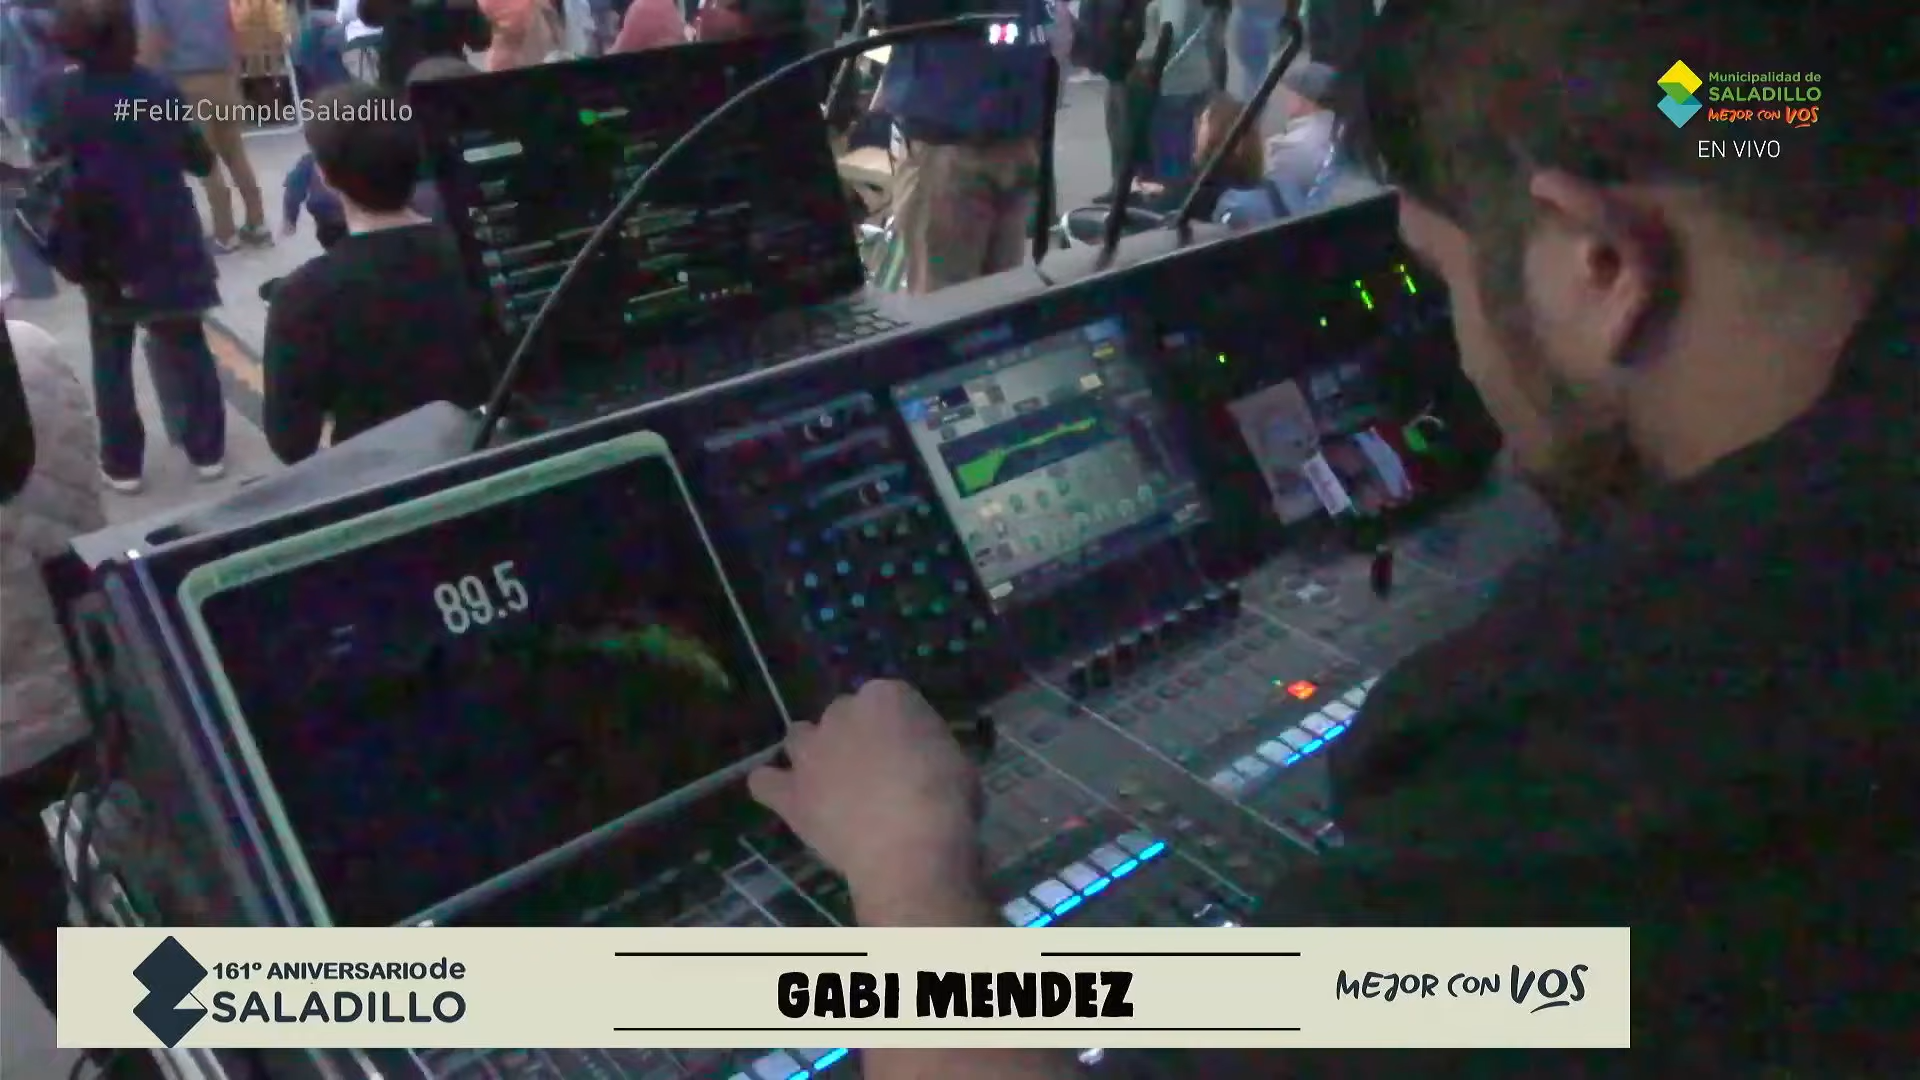 #FelizCumpleSaladillo
Municipalidad de
SALADILLO
MEJOR CON VOS
EN VIVO
89.5
161º ANIVERSARIO de
SALADILLO
GABI MENDEZ
MEJOR CON VOS